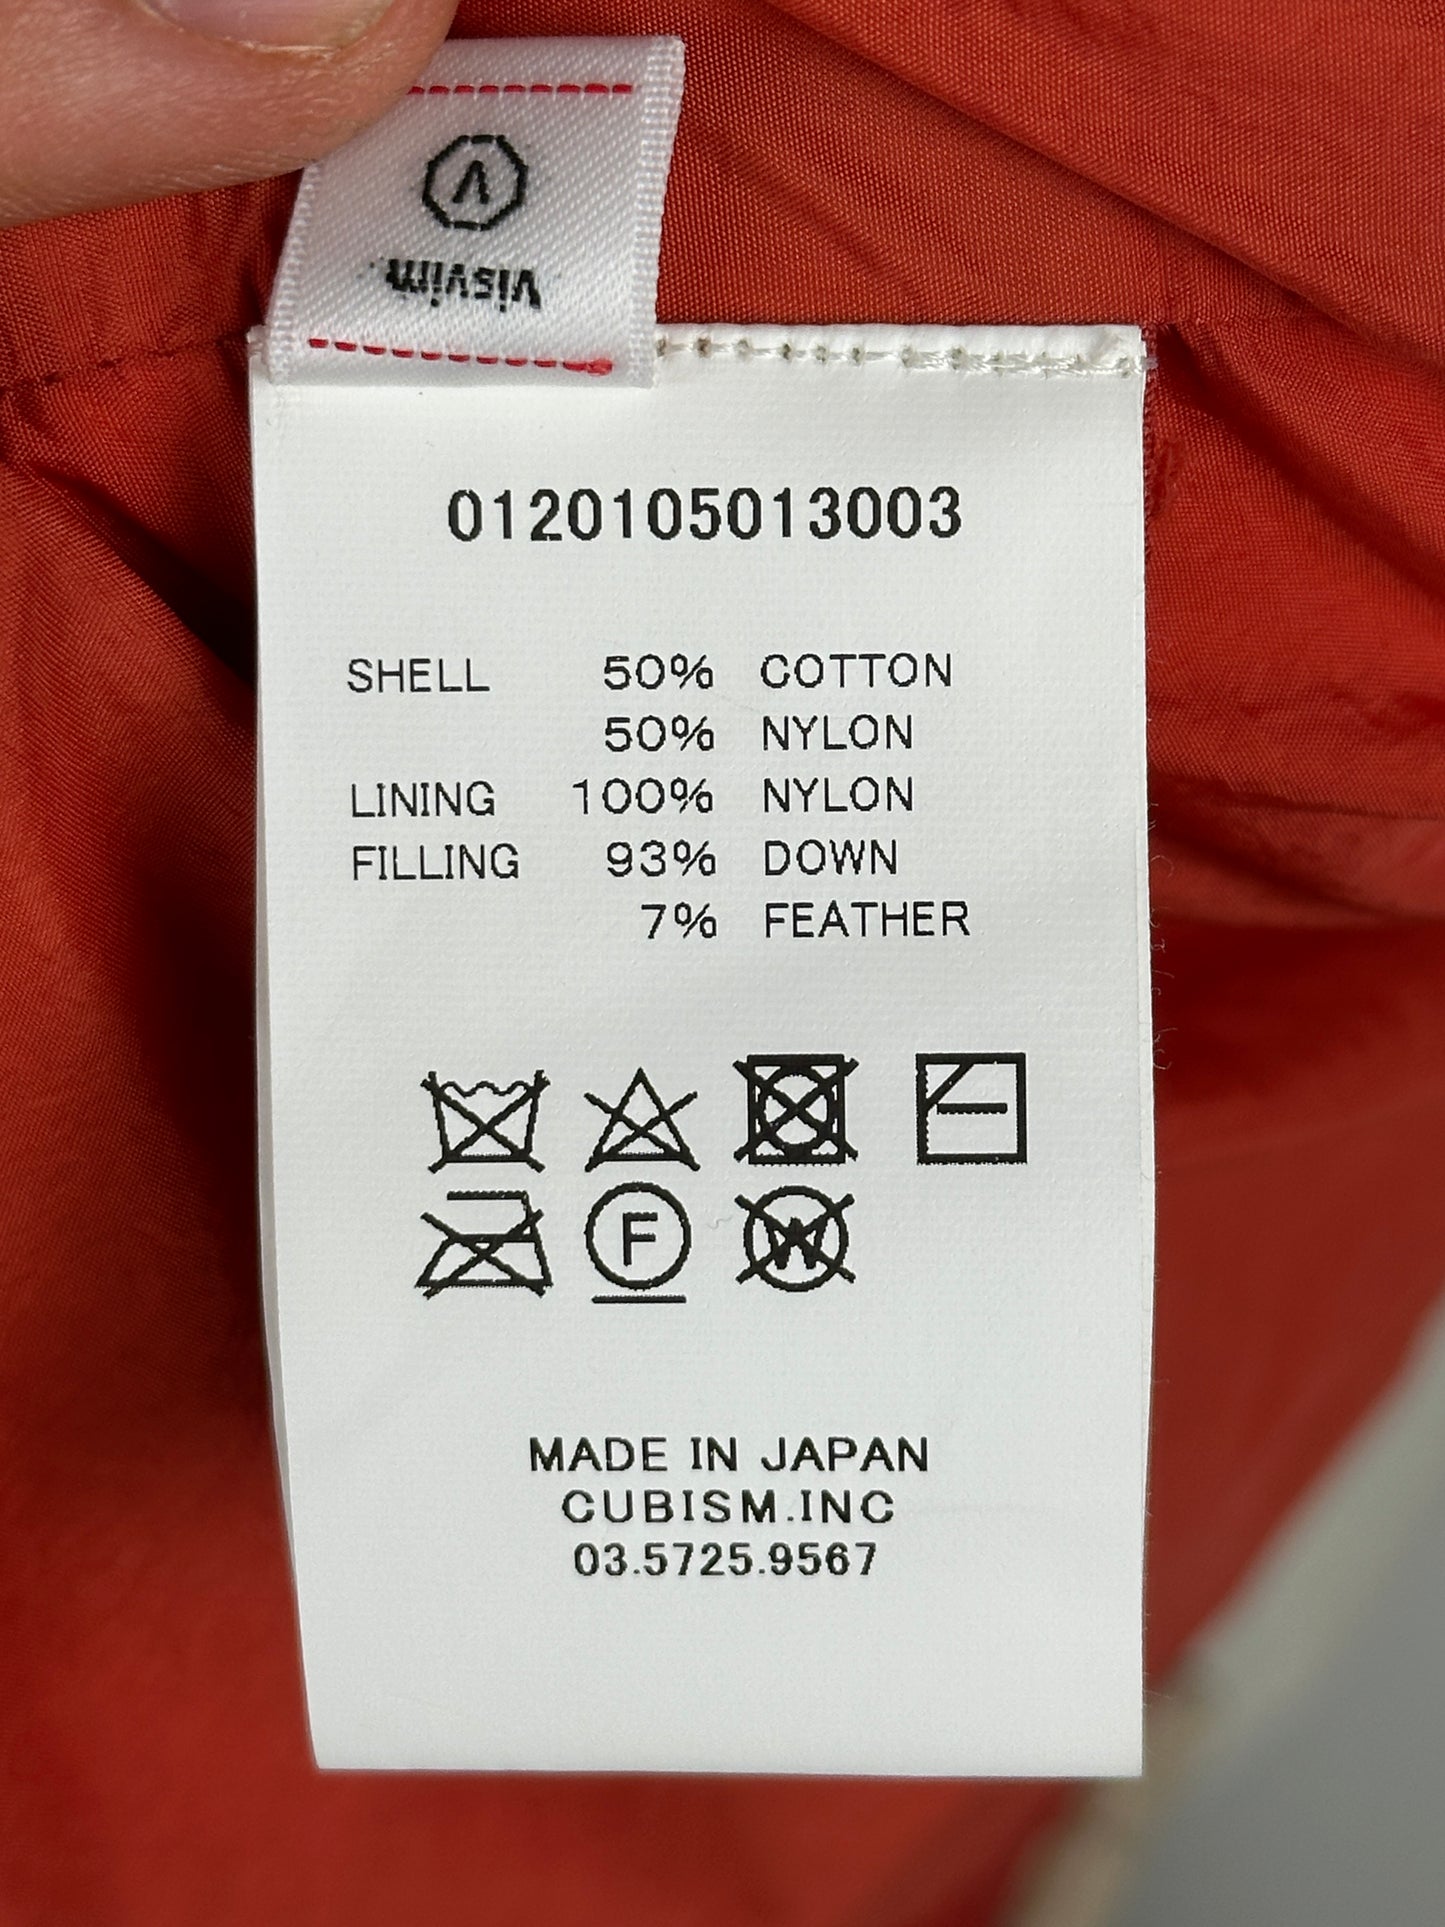 V
visvim
0120105013003
SHELL 50% COTTON
50% NYLON
LINING 100% NYLON
FILLING 93% DOWN
7% FEATHER
F
W
MADE IN JAPAN
CUBISM.INC
03.5725.9567